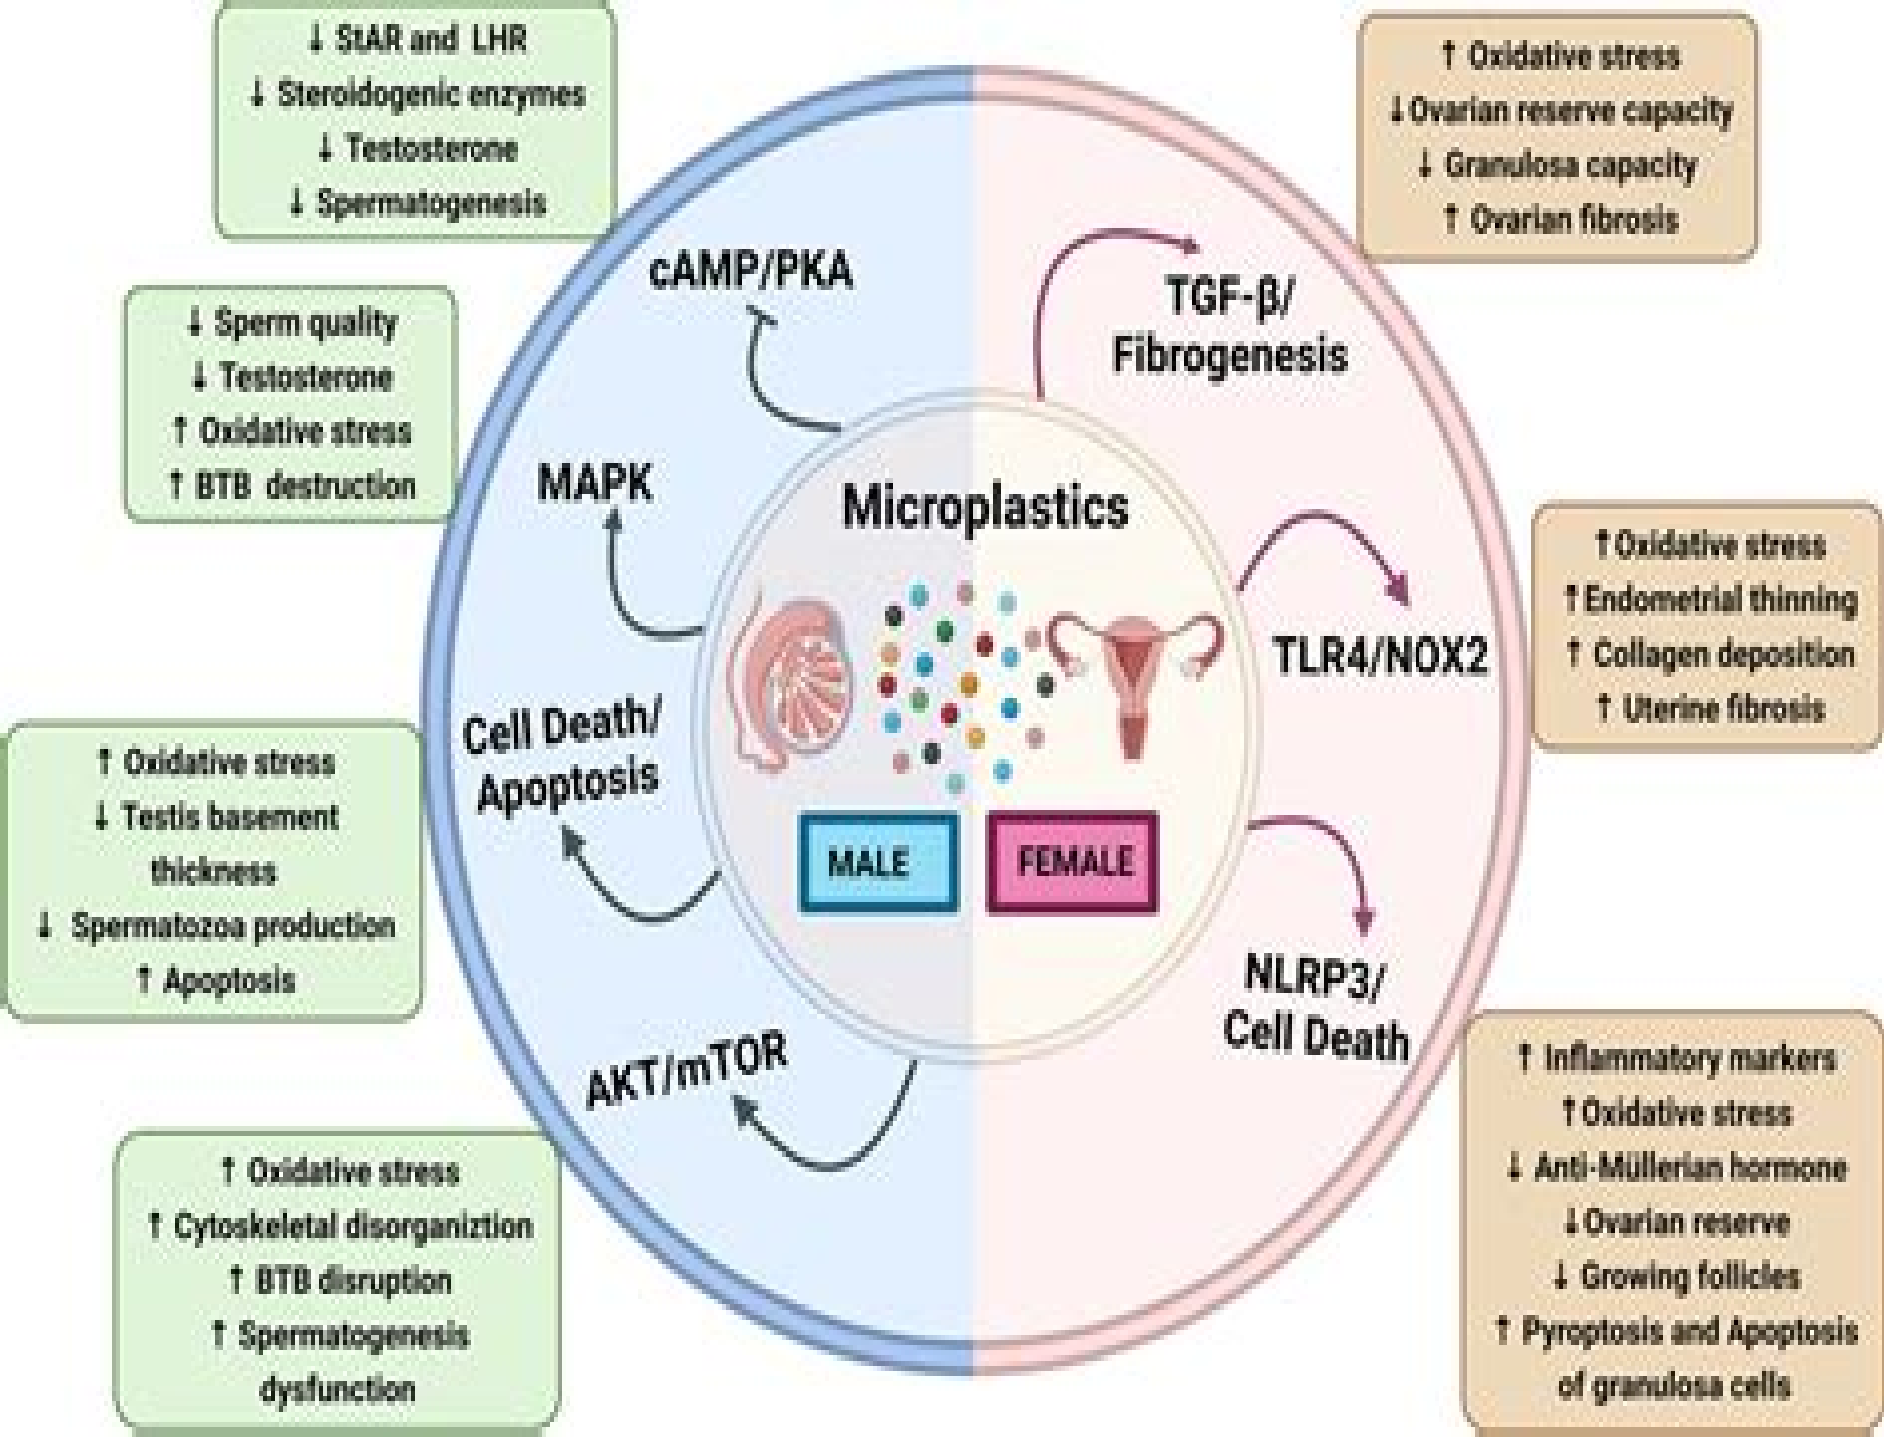 ↓ StAR and LHR
↓ Steroidogenic enzymes
↓ Testosterone
↓ Spermatogenesis
↓ Sperm quality
↓ Testosterone
↑ Oxidative stress
↑ BTB destruction
↑ Oxidative stress
↓ Testis basement
thickness
↓ Spermatozoa production
↑ Apoptosis
↑ Oxidative stress
↑ Cytoskeletal disorganiztion
↑ BTB disruption
↑ Spermatogenesis
dysfunction
cAMP/PKA
MAPK
Cell Death/
Apoptosis
AKT/mTOR
Microplastics
MALE
FEMALE
TGF-β/
Fibrogenesis
TLR4/NOX2
NLRP3/
Cell Death
↑ Oxidative stress
↓Ovarian reserve capacity
↓ Granulosa capacity
↑ Ovarian fibrosis
↑Oxidative stress
↑Endometrial thinning
↑ Collagen deposition
↑ Uterine fibrosis
↑ Inflammatory markers
↑Oxidative stress
↓ Anti-Müllerian hormone
↓Ovarian reserve
↓ Growing follicles
↑ Pyroptosis and Apoptosis
of granulosa cells